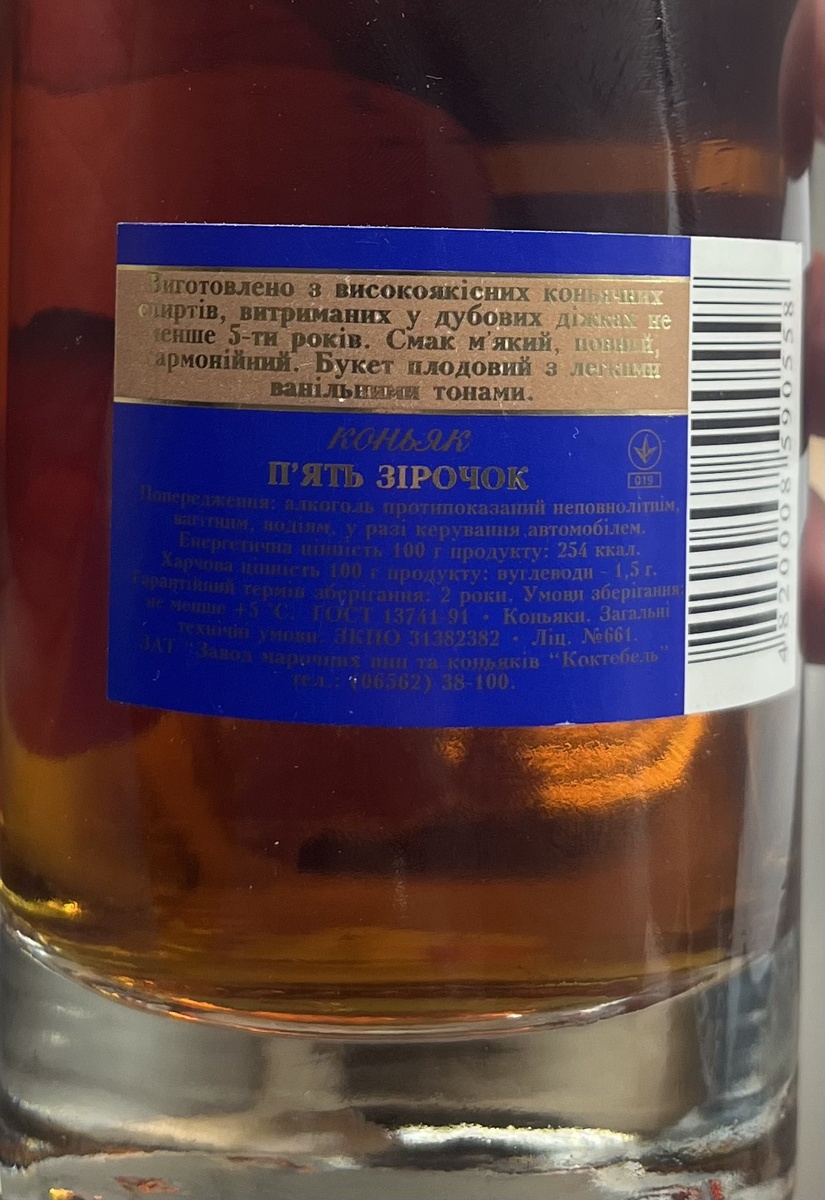 Виготовлено з високоякісних коньячних
спиртів, витриманих у дубових діжках не
менше 5-ти років. Смак м'який, повний,
гармонійний. Букет плодовий з легкими
ванільними тонами.
коньяк
П'ЯТЬ ЗІРОЧОК
019
Попередження: алкоголь протипоказаний неповнолітнім,
вагітним, водіям, у разі керування автомобілем.
Енергетична цінність 100 г продукту: 254 ккал.
Харчова цінність 100 г продукту: вуглеводи - 1,5 г.
Гарантійний термін зберігання: 2 роки. Умови зберігання:
не менше +5 °С. ГОСТ 13741-91 • Коньяки. Загальні
технічні умови. ЗКПО 31382382 • Ліц. №661.
ЗАТ "Завод марочних вин та коньяків "Коктебель"
тел.: (06562) 38-100.
4820008590558